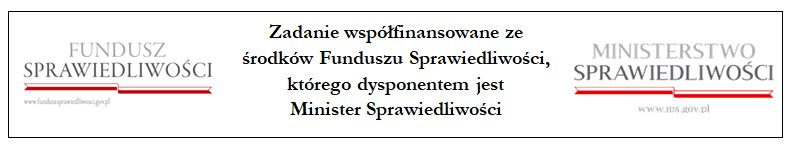 FUNDUSZ
SPRAWIEDLIWOŚCI
www.funduszsprawiedliwosci.gov.pl
Zadanie współfinansowane ze
środków Funduszu Sprawiedliwości,
którego dysponentem jest
Minister Sprawiedliwości
MINISTERSTWO
SPRAWIEDLIWOŚCI
www.ms.gov.pl